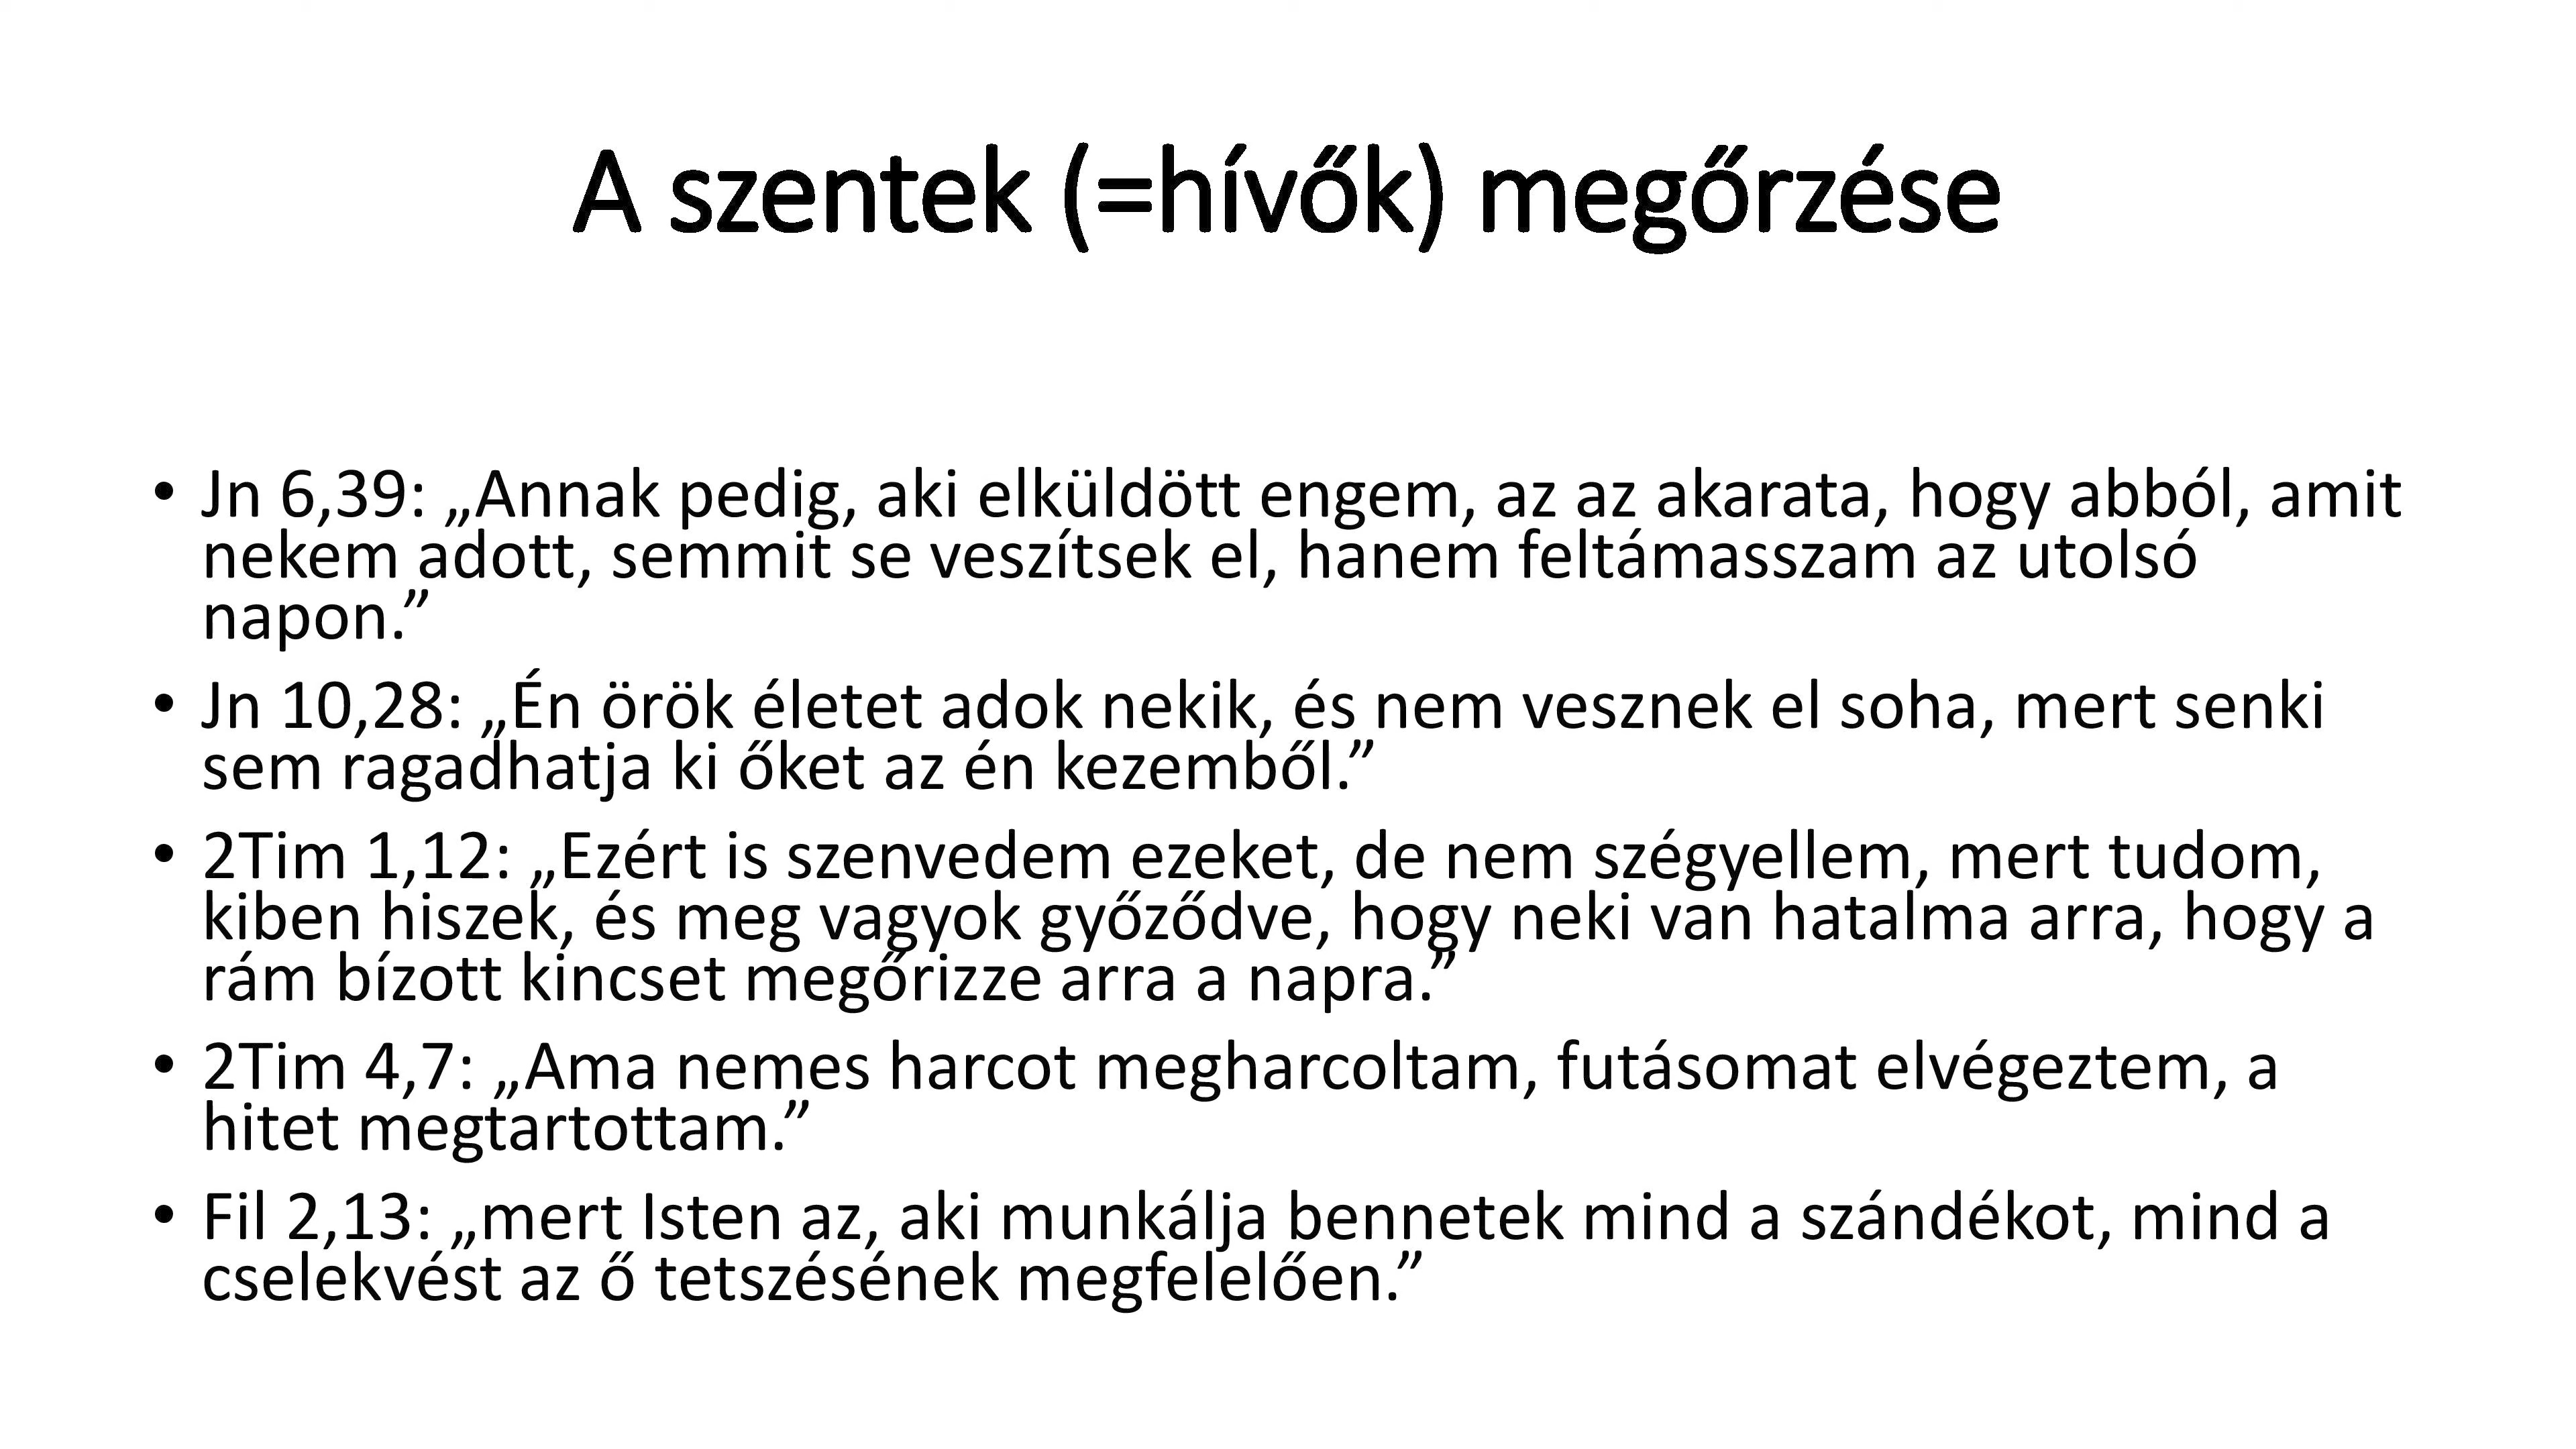 A szentek (=hívők) megőrzése
• Jn 6,39: „Annak pedig, aki elküldött engem, az az akarata, hogy abból, amit
nekem adott, semmit se veszítsek el, hanem feltámasszam az utolsó
napon.”
• Jn 10,28: „Én örök életet adok nekik, és nem vesznek el soha, mert senki
sem ragadhatja ki őket az én kezemből.”
• 2Tim 1,12: „Ezért is szenvedem ezeket, de nem szégyellem, mert tudom,
kiben hiszek, és meg vagyok győződve, hogy neki van hatalma arra, hogy a
rám bízott kincset megőrizze arra a napra.”
• 2Tim 4,7: „Ama nemes harcot megharcoltam, futásomat elvégeztem, a
hitet megtartottam.”
• Fil 2,13: „mert Isten az, aki munkálja bennetek mind a szándékot, mind a
cselekvést az ő tetszésének megfelelően.”